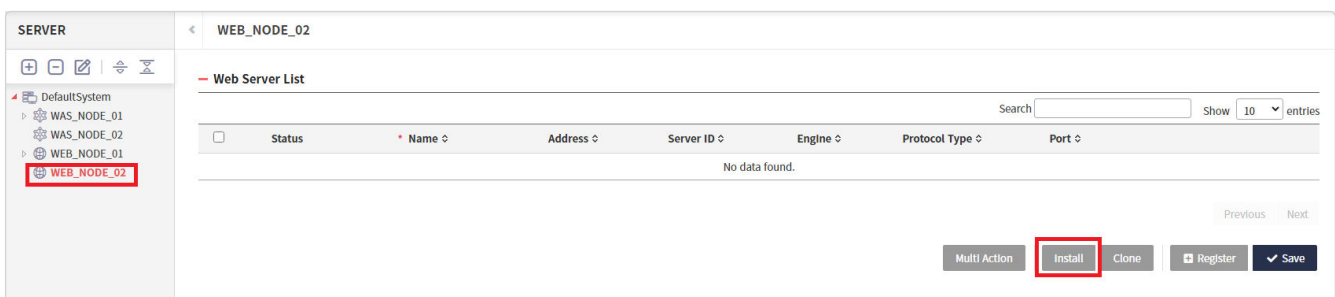 SERVER
WEB_NODE_02
DefaultSystem
WAS_NODE_01
WAS_NODE_02
WEB_NODE_01
WEB_NODE_02
Web Server List
Search Show 10 entries
Status * Name Address Server ID Engine Protocol Type Port
No data found.
Previous Next
Multi Action Install Clone Register Save